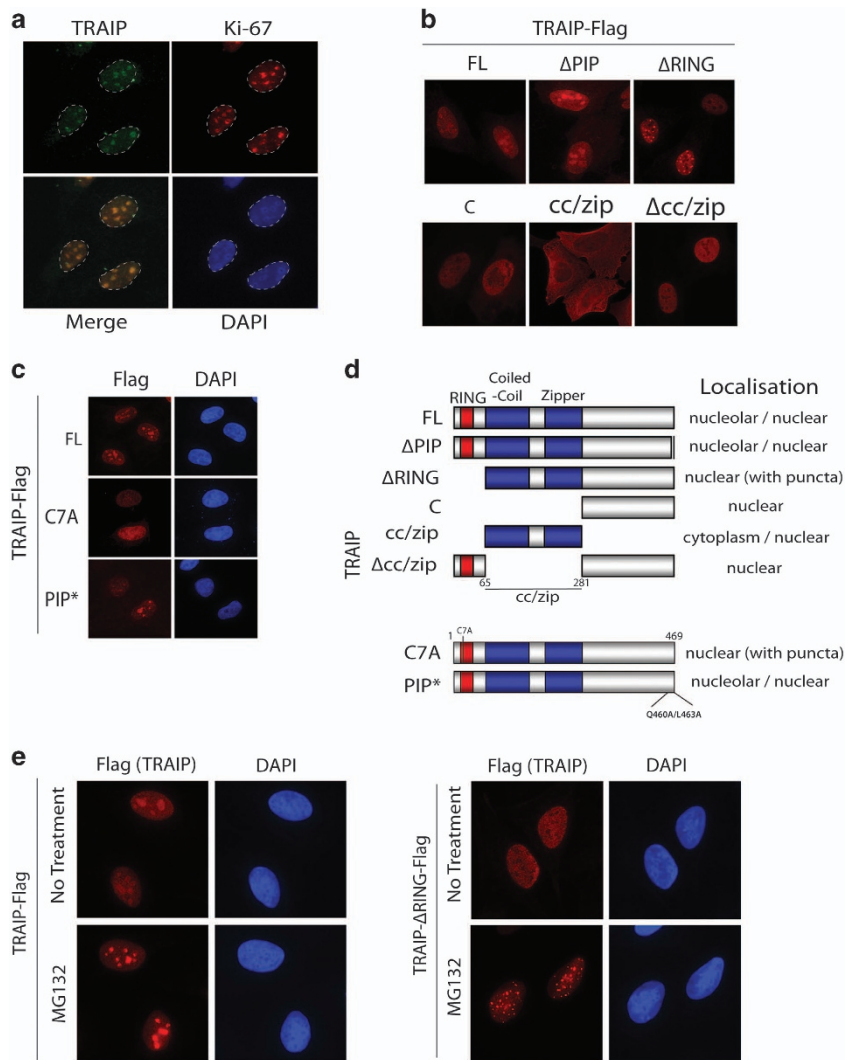 a
TRAIP Ki-67
Merge DAPI
b
TRAIP-Flag
FL ΔPIP ΔRING
C cc/zip Δcc/zip
c
Flag DAPI
TRAIP-Flag
FL
C7A
PIP*
d
Coiled
-Coil
RING Zipper Localisation
TRAIP
FL nucleolar / nuclear
ΔPIP nucleolar / nuclear
ΔRING nuclear (with puncta)
C nuclear
cc/zip cytoplasm / nuclear
Δcc/zip nuclear
65 281
cc/zip
1 C7A 469
C7A nuclear (with puncta)
PIP* nucleolar / nuclear
Q460A/L463A
e
Flag (TRAIP) DAPI
TRAIP-Flag
No Treatment
MG132
Flag (TRAIP) DAPI
TRAIP-ΔRING-Flag
No Treatment
MG132